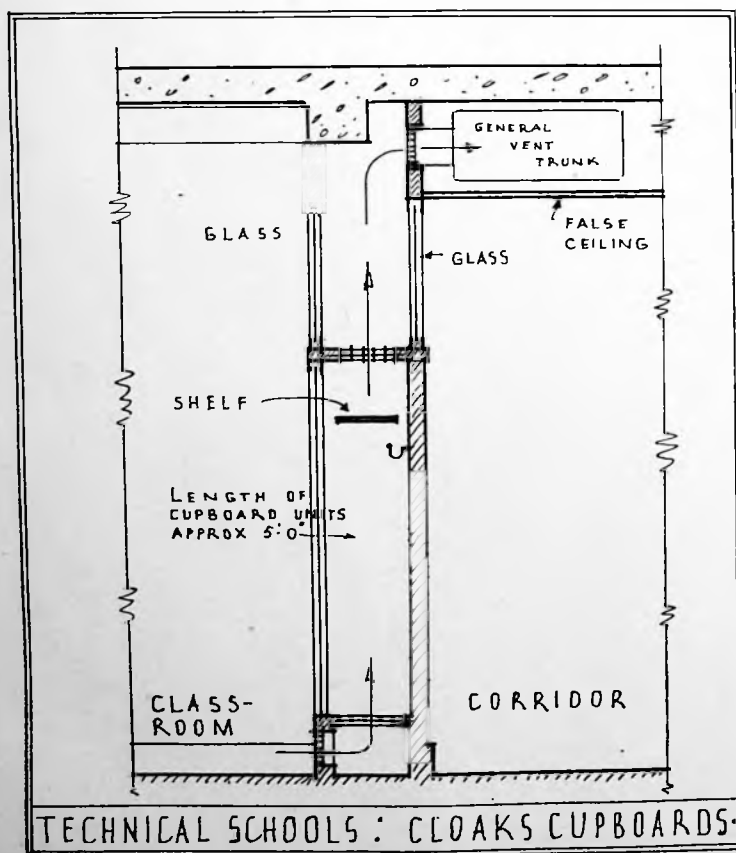 GENERAL
VENT
TRUNK
GLASS
FALSE
CEILING
GLASS
SHELF
LENGTH OF
CUPBOARD UNITS
APPROX 5'.0"
CLASS-
ROOM
CORRIDOR
TECHNICAL SCHOOLS : CLOAKS CUPBOARDS.